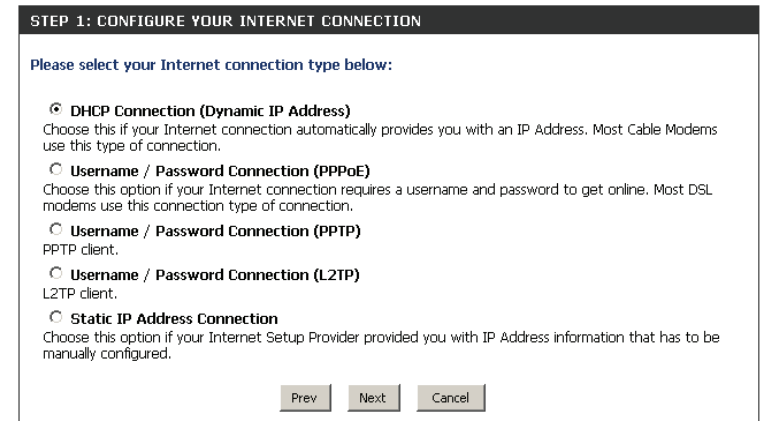 STEP 1: CONFIGURE YOUR INTERNET CONNECTION
Please select your Internet connection type below:
DHCP Connection (Dynamic IP Address)
Choose this if your Internet connection automatically provides you with an IP Address. Most Cable Modems
use this type of connection.
Username / Password Connection (PPPoE)
Choose this option if your Internet connection requires a username and password to get online. Most DSL
modems use this connection type of connection.
Username / Password Connection (PPTP)
PPTP client.
Username / Password Connection (L2TP)
L2TP client.
Static IP Address Connection
Choose this option if your Internet Setup Provider provided you with IP Address information that has to be
manually configured.
Prev Next Cancel